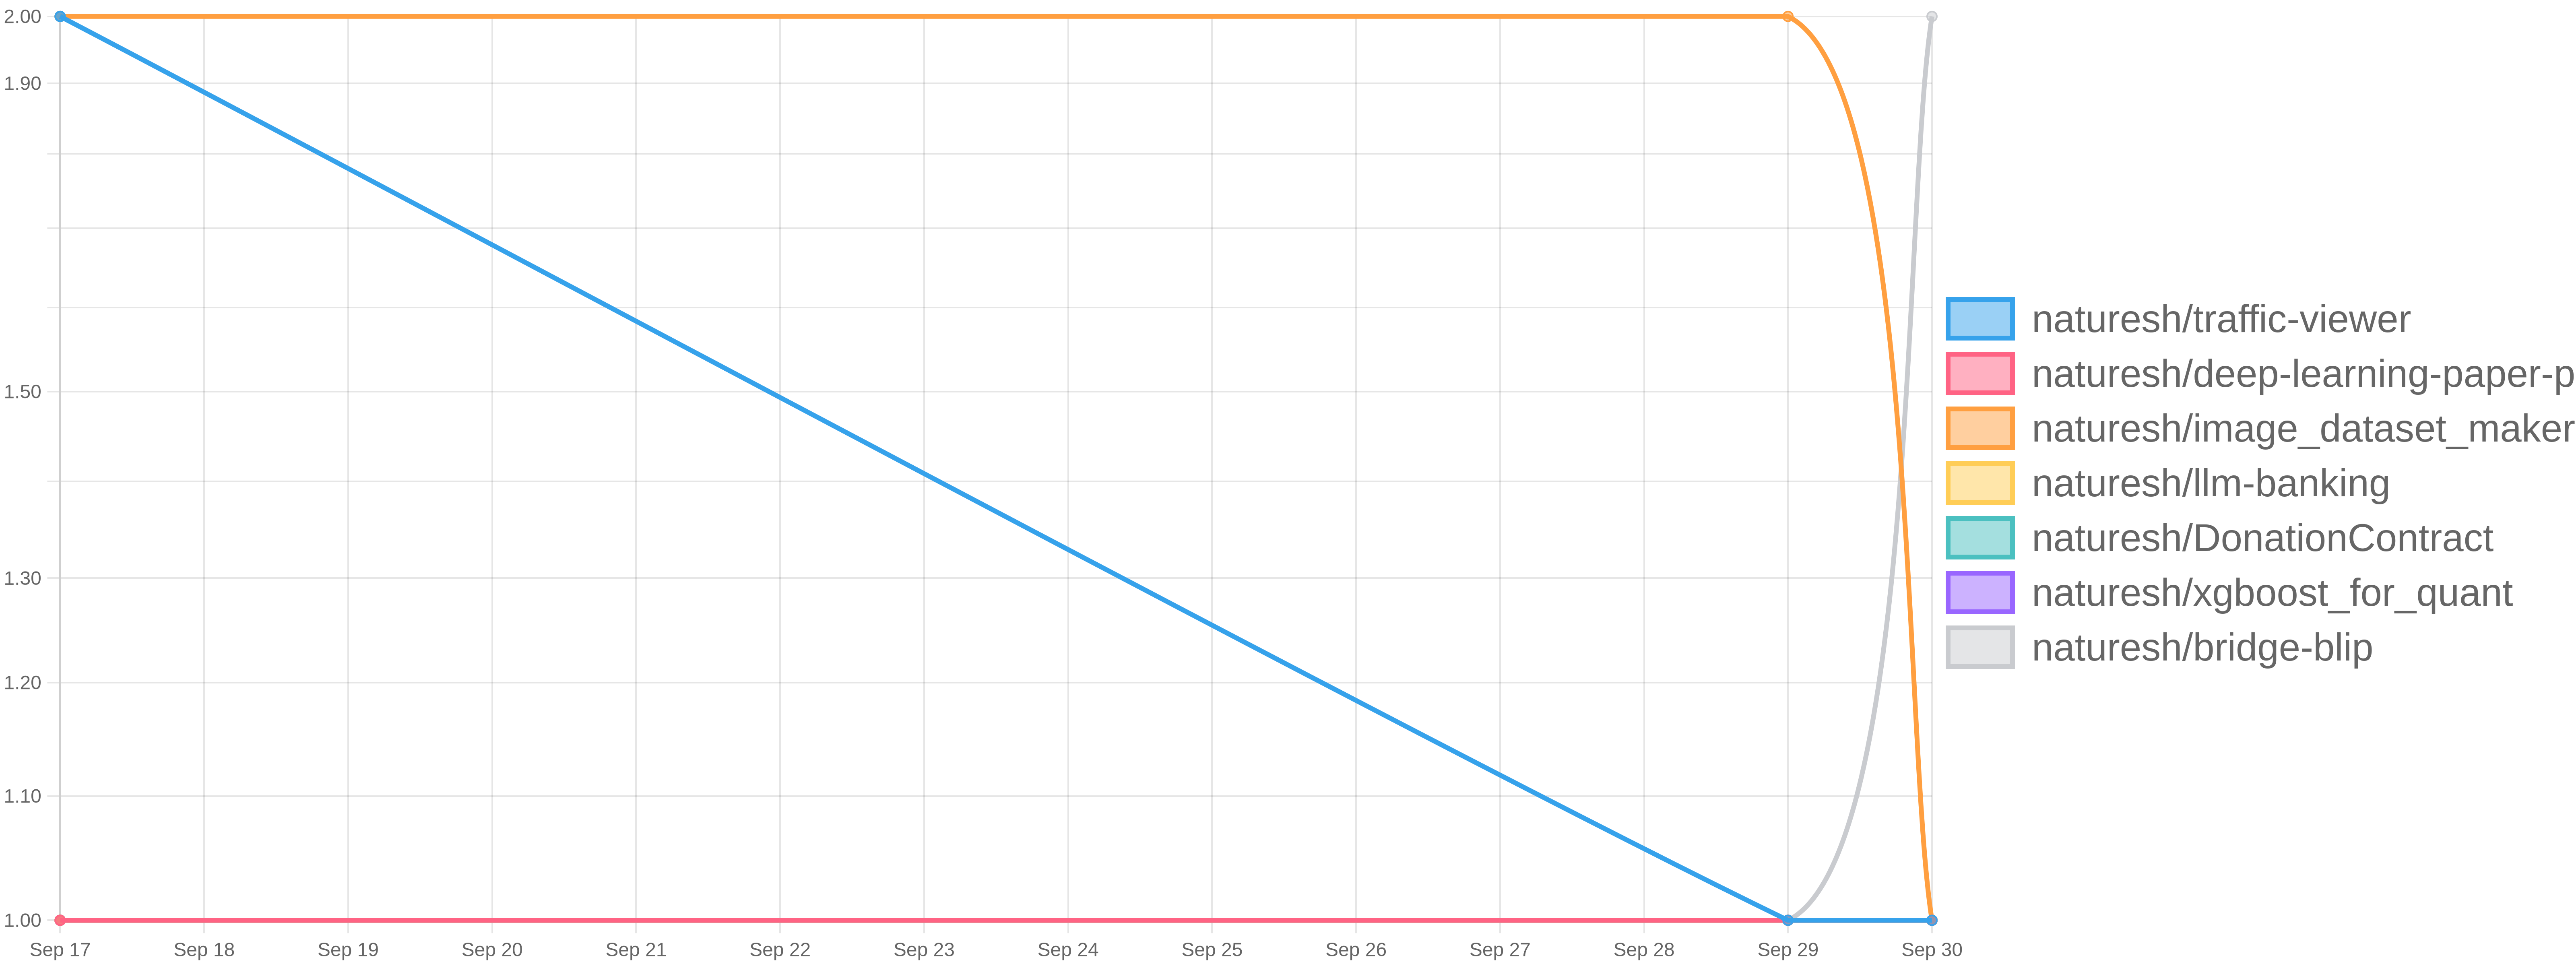 2.00
1.90
1.50
1.30
1.20
1.10
1.00
Sep 17 Sep 18 Sep 19 Sep 20 Sep 21 Sep 22 Sep 23 Sep 24 Sep 25 Sep 26 Sep 27 Sep 28 Sep 29 Sep 30
naturesh/traffic-viewer
naturesh/deep-learning-paper-p
naturesh/image_dataset_maker
naturesh/llm-banking
naturesh/DonationContract
naturesh/xgboost_for_quant
naturesh/bridge-blip